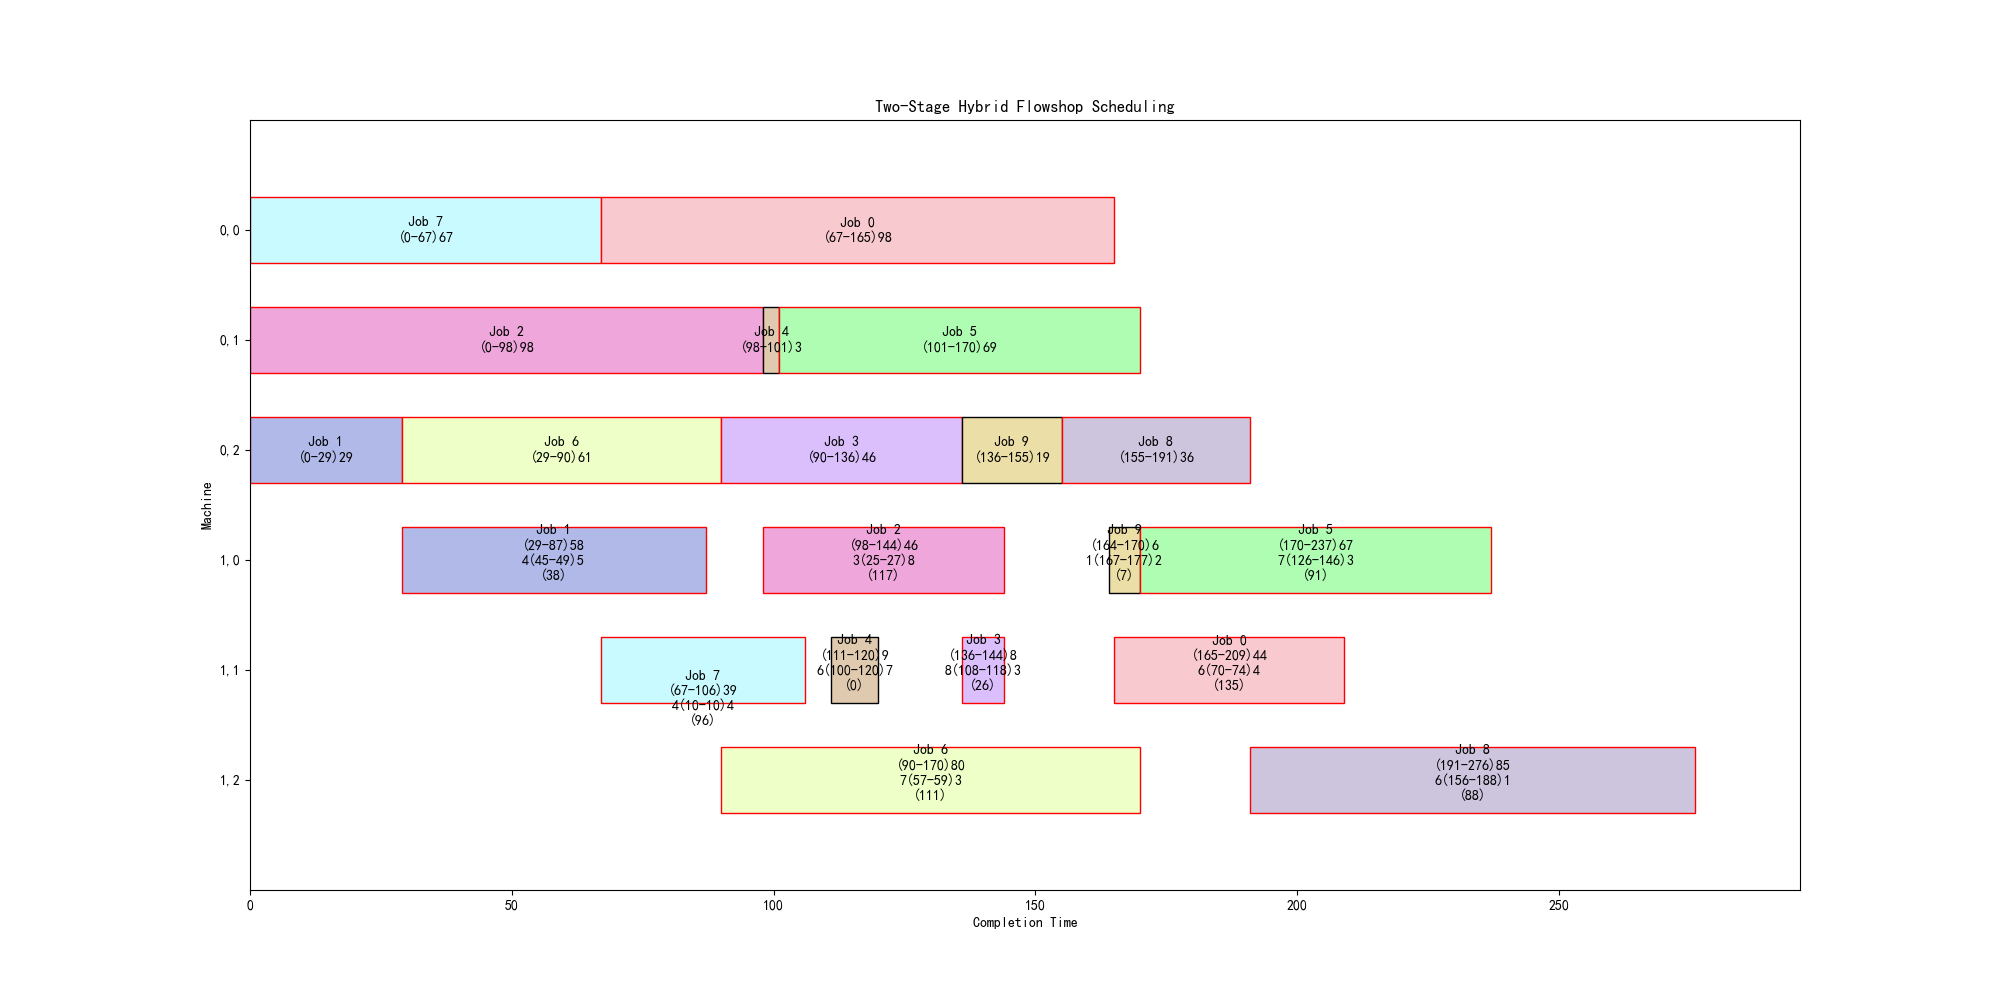 Two-Stage Hybrid Flowshop Scheduling
0,0
Job 7
(0-67)67
Job 0
(67-165)98
0,1
Job 2
(0-98)98
Job 4
(98-101)3
Job 5
(101-170)69
0,2
Job 1
(0-29)29
Job 6
(29-90)61
Job 3
(90-136)46
Job 9
(136-155)19
Job 8
(155-191)36
Machine
1,0
Job 1
(29-87)58
4(45-49)5
(38)
Job 2
(98-144)46
3(25-27)8
(117)
Job 9
(164-170)6
1(167-177)2
(7)
Job 5
(170-237)67
7(126-146)3
(91)
1,1
Job 7
(67-106)39
4(10-10)4
(96)
Job 4
(111-120)9
6(100-120)7
(0)
Job 3
(136-144)8
8(108-118)3
(26)
Job 0
(165-209)44
6(70-74)4
(135)
1,2
Job 6
(90-170)80
7(57-59)3
(111)
Job 8
(191-276)85
6(156-188)1
(88)
0
50
100
150
200
250
Completion Time